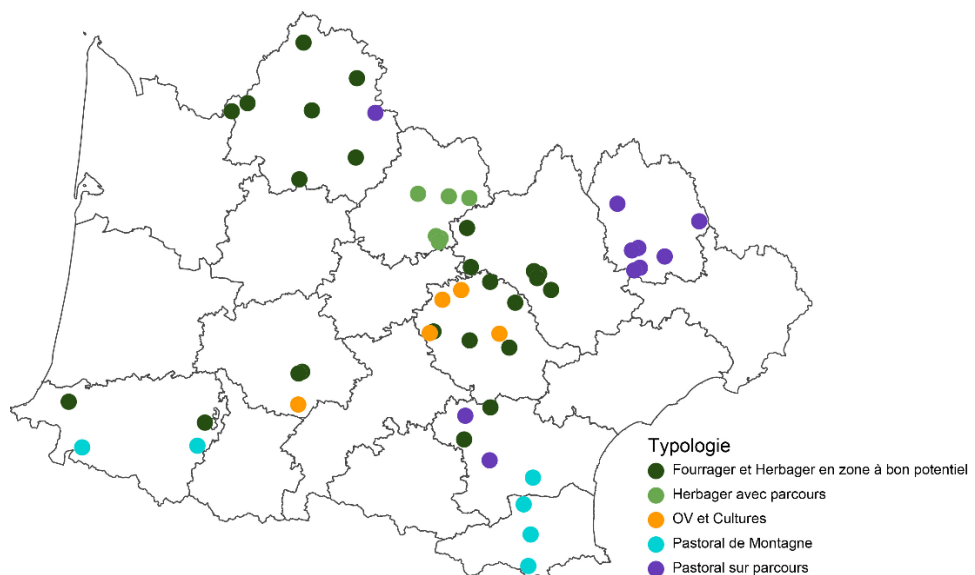 Typologie
Fourrager et Herbager en zone à bon potentiel
Herbager avec parcours
OV et Cultures
Pastoral de Montagne
Pastoral sur parcours